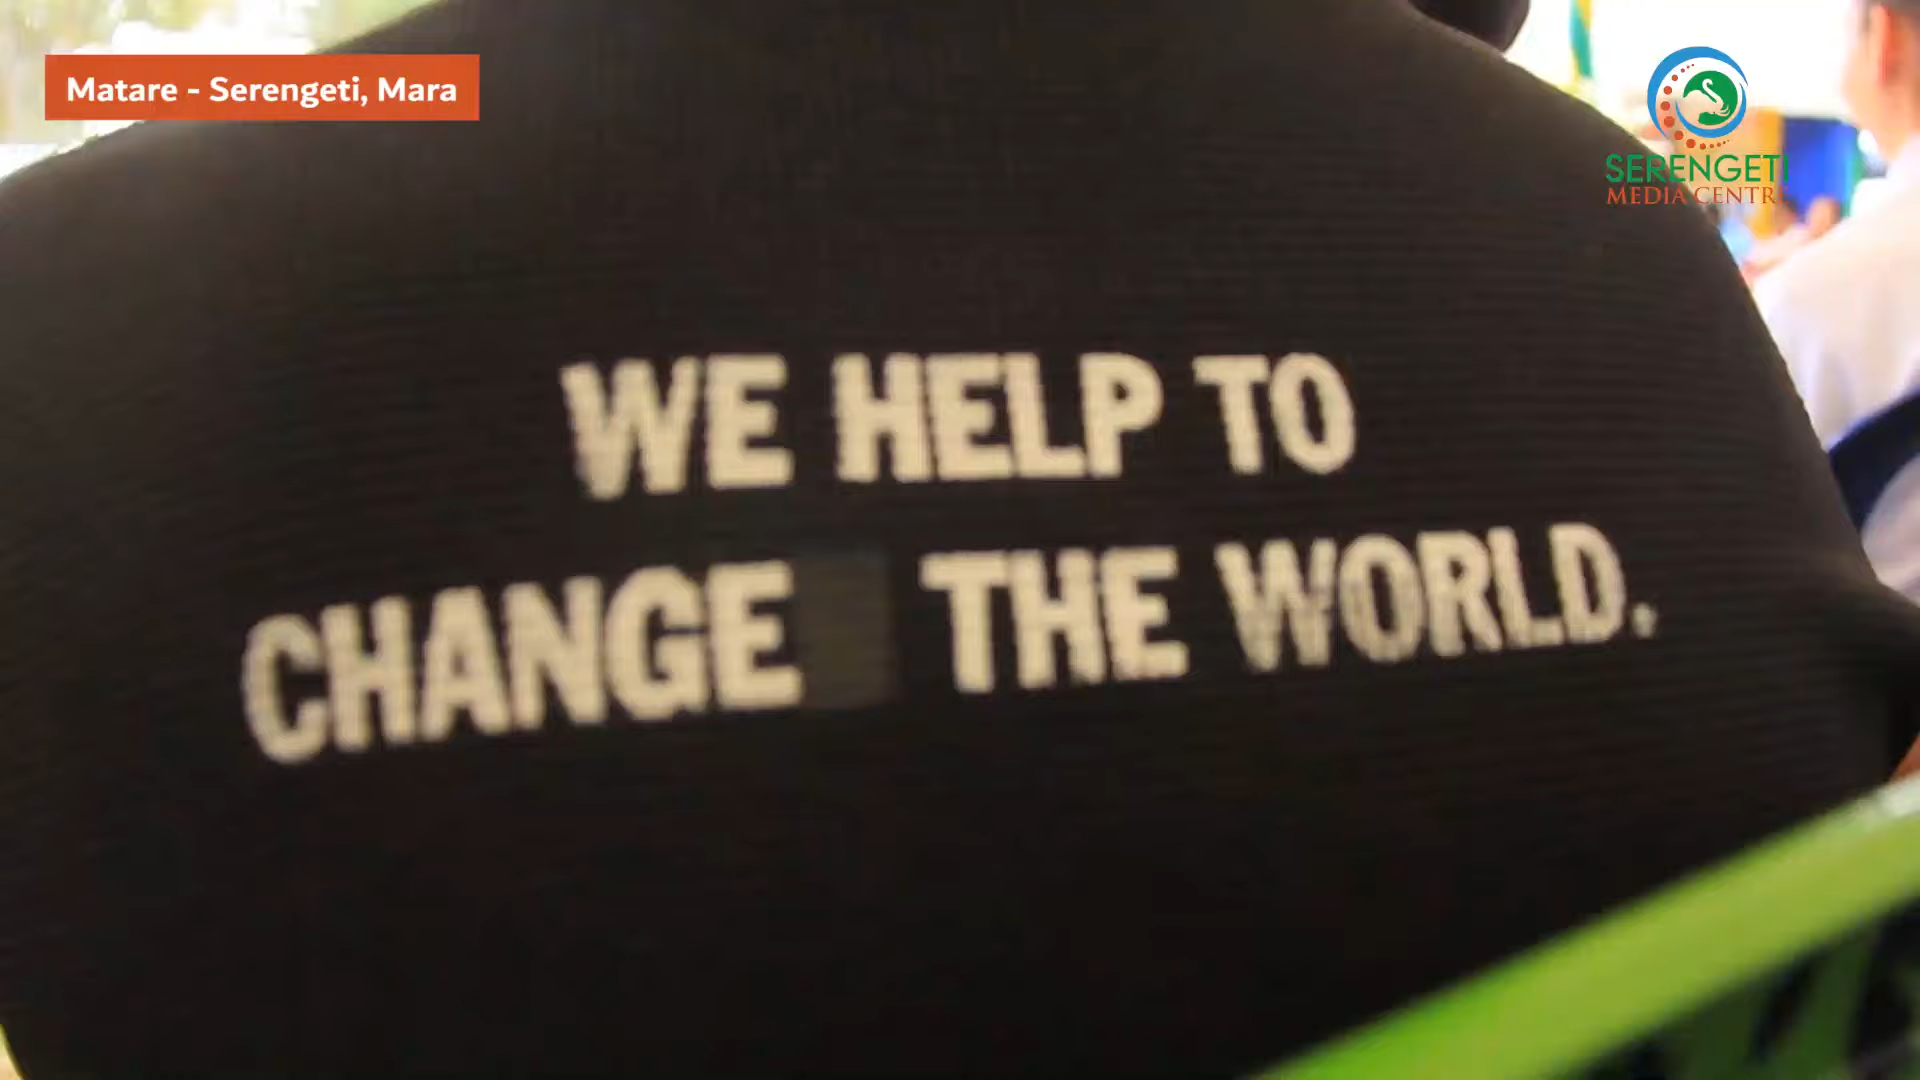 Matare - Serengeti, Mara
SERENGETI
MEDIA CENTRE
WE HELP TO
CHANGE THE WORLD.